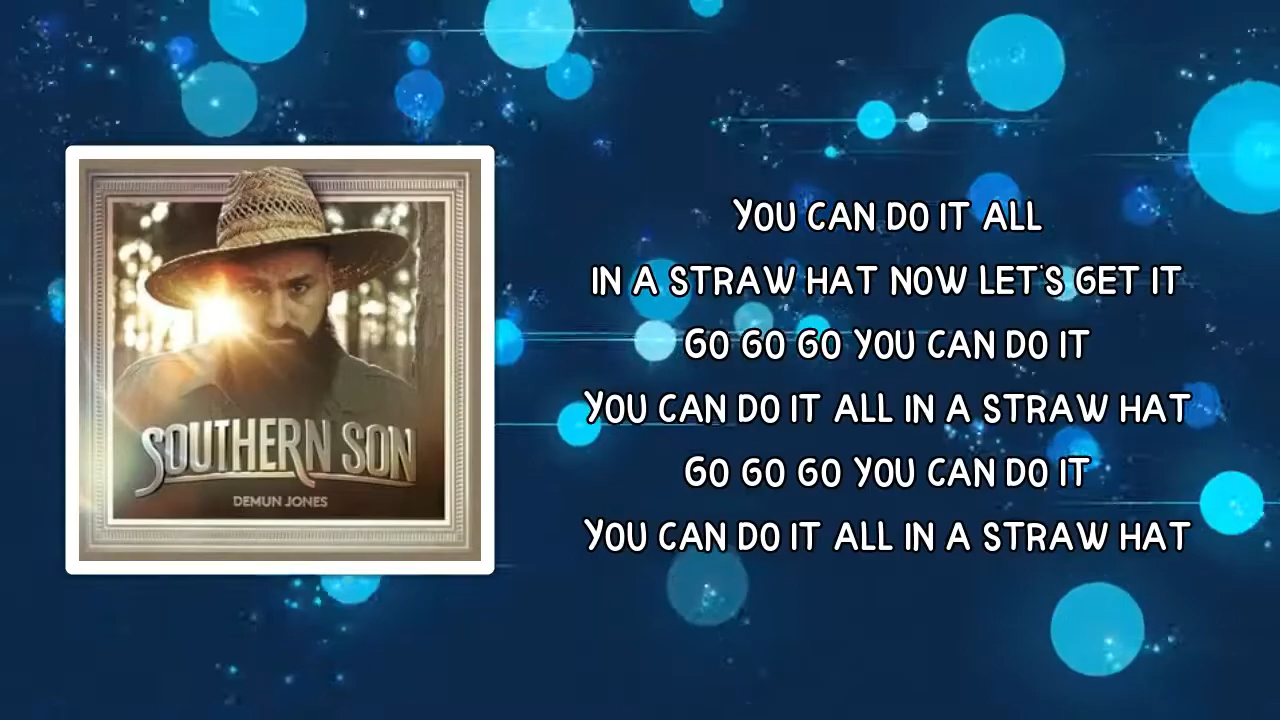 SOUTHERN SON
DEMUN JONES
YOU CAN DO IT ALL
IN A STRAW HAT NOW LET'S GET IT
GO GO GO YOU CAN DO IT
YOU CAN DO IT ALL IN A STRAW HAT
GO GO GO YOU CAN DO IT
YOU CAN DO IT ALL IN A STRAW HAT